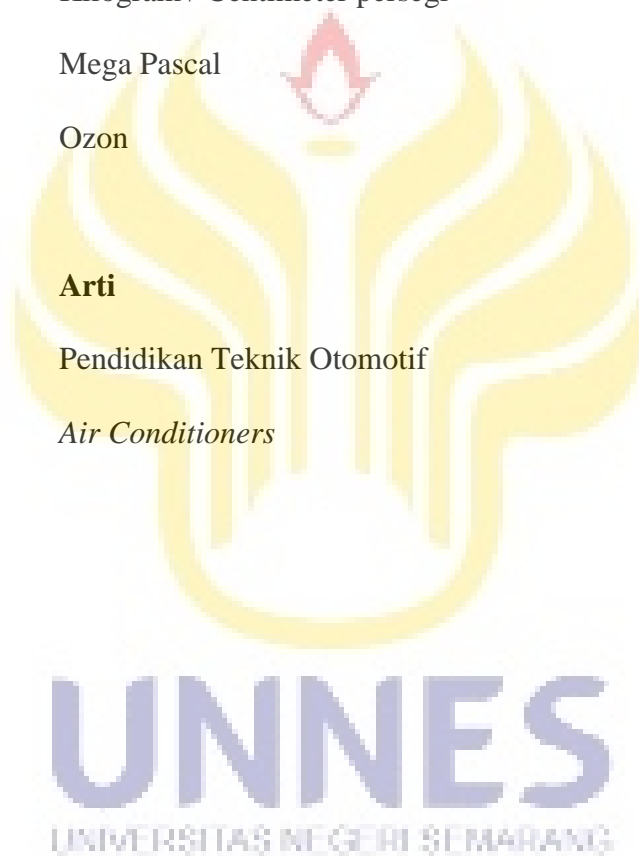 Mega Pascal
Ozon
Arti
Pendidikan Teknik Otomotif
Air Conditioners
UNNES
UNIVERSITAS NEGERI SEMARANG